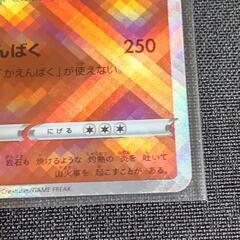 んばく 250
「かえんばく」が使えない。
にげる
岩石も 焼けるような 灼熱の 炎を 吐いて
山火事を 起こすことが ある。
Creatures/GAME FREAK